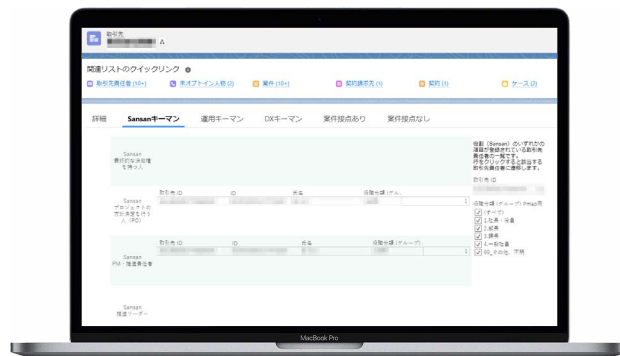 取引先
関連リストのクイックリンク
取引先責任者 (10+)
未オプトイン人物 (2)
案件 (10+)
契約請求先 (1)
契約 (1)
ケース (2)
詳細
Sansanキーマン
運用キーマン
DXキーマン
案件接点あり
案件接点なし
Sansan
最終的な決裁権
を持つ人
役割（Sansan）のいずれかの
項目が登録されている取引先
責任者の一覧です。
行をクリックすると該当する
取引先責任者に遷移します。
取引先 ID
Sansan
プロジェクトの
方針決定を行う
人（PO）
取引先 ID
ID
氏名
役職分類 (グル..
1
役職分類 (グループ) Pmap用
(すべて)
1.社長・役員
2.部長
3.課長
4.一般社員
99_その他、不明
Sansan
PM・推進責任者
取引先 ID
ID
氏名
役職分類 (グループ)
1
Sansan
推進リーダー
MacBook Pro